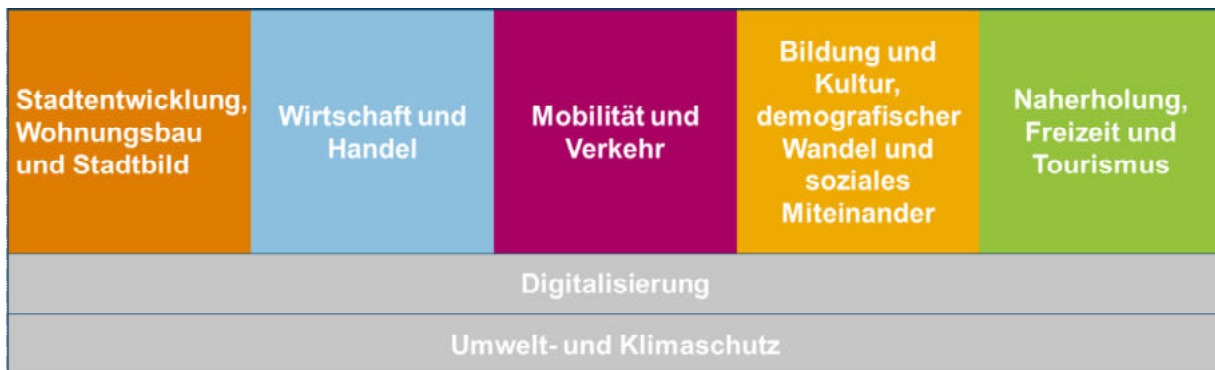 Stadtentwicklung,
Wohnungsbau
und Stadtbild
Wirtschaft und
Handel
Mobilität und
Verkehr
Bildung und
Kultur,
demografischer
Wandel und
soziales
Miteinander
Naherholung,
Freizeit und
Tourismus
Digitalisierung
Umwelt- und Klimaschutz